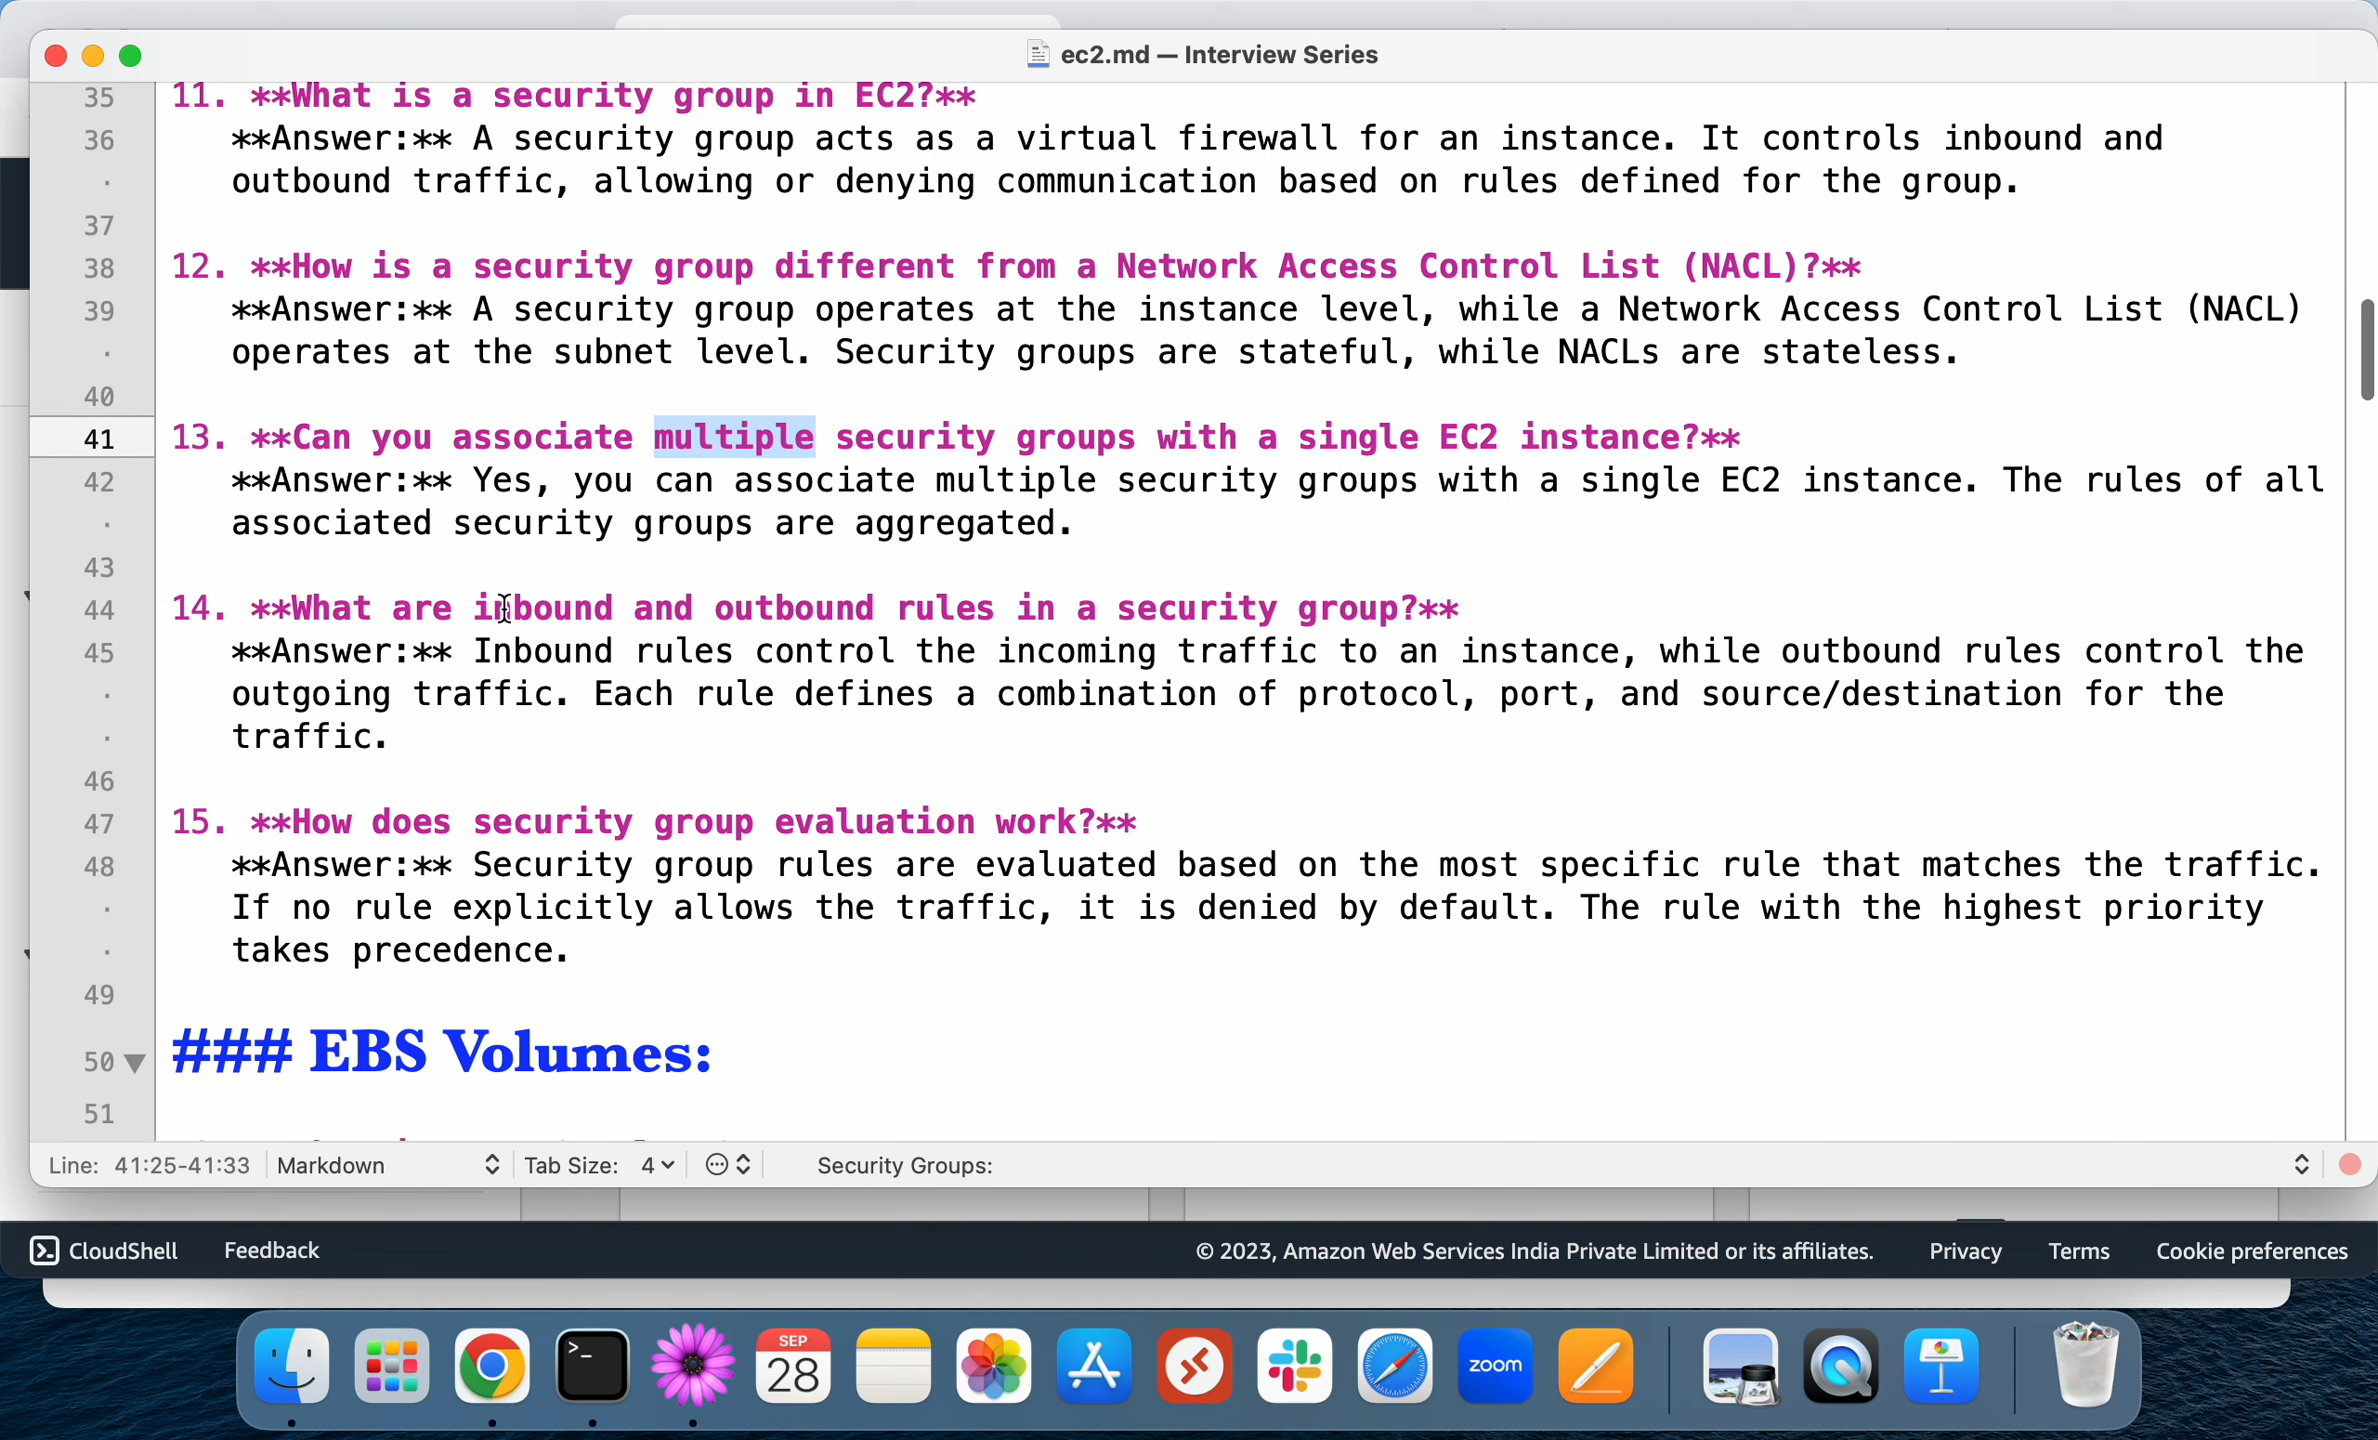 ec2.md — Interview Series
35 11. **What is a security group in EC2?**
36 **Answer:** A security group acts as a virtual firewall for an instance. It controls inbound and
· outbound traffic, allowing or denying communication based on rules defined for the group.
37
38 12. **How is a security group different from a Network Access Control List (NACL)?**
39 **Answer:** A security group operates at the instance level, while a Network Access Control List (NACL)
· operates at the subnet level. Security groups are stateful, while NACLs are stateless.
40
41 13. **Can you associate multiple security groups with a single EC2 instance?**
42 **Answer:** Yes, you can associate multiple security groups with a single EC2 instance. The rules of all
· associated security groups are aggregated.
43
44 14. **What are inbound and outbound rules in a security group?**
45 **Answer:** Inbound rules control the incoming traffic to an instance, while outbound rules control the
· outgoing traffic. Each rule defines a combination of protocol, port, and source/destination for the
· traffic.
46
47 15. **How does security group evaluation work?**
48 **Answer:** Security group rules are evaluated based on the most specific rule that matches the traffic.
· If no rule explicitly allows the traffic, it is denied by default. The rule with the highest priority
· takes precedence.
49
50 ### EBS Volumes:
51
Line: 41:25-41:33 Markdown Tab Size: 4 Security Groups:
CloudShell Feedback © 2023, Amazon Web Services India Private Limited or its affiliates. Privacy Terms Cookie preferences
SEP
28
zoom